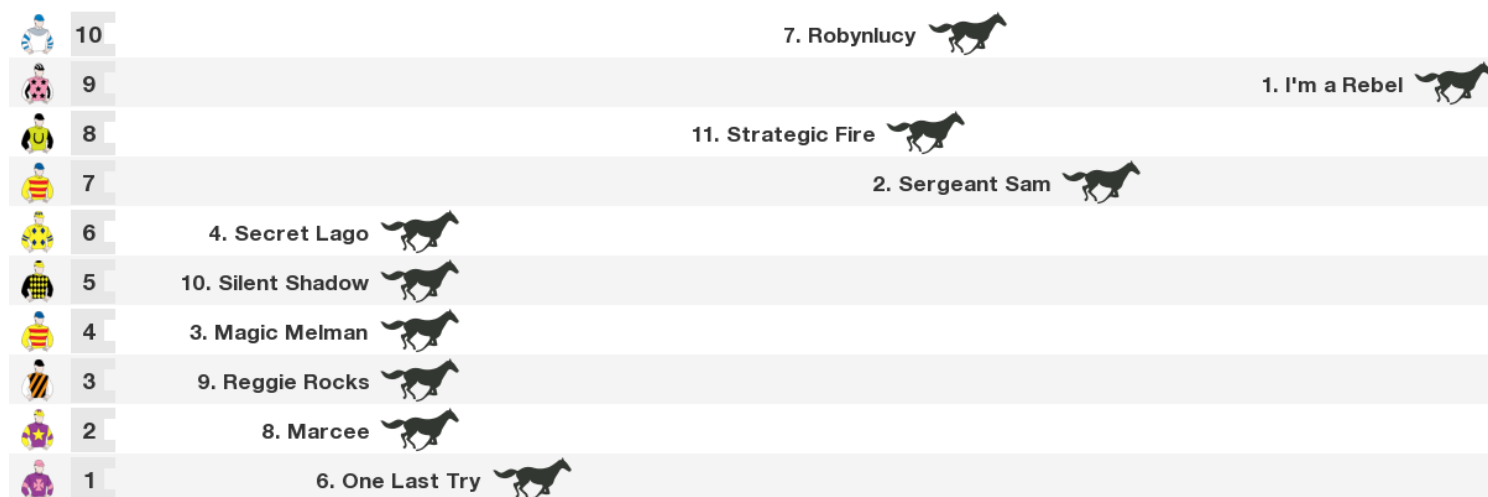 10 7. Robynlucy
9 1. I'm a Rebel
8 11. Strategic Fire
7 2. Sergeant Sam
6 4. Secret Lago
5 10. Silent Shadow
4 3. Magic Melman
3 9. Reggie Rocks
2 8. Marcee
1 6. One Last Try